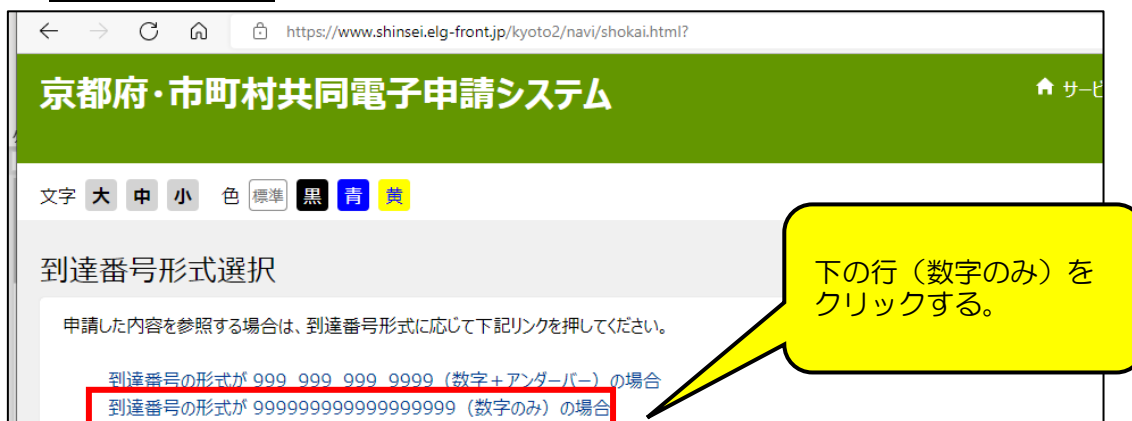 https://www.shinsei.elg-front.jp/kyoto2/navi/shokai.html?
京都府・市町村共同電子申請システム
サービ
文字 大 中 小 色 標準 黒 青 黄
到達番号形式選択
申請した内容を参照する場合は、到達番号形式に応じて下記リンクを押してください。
到達番号の形式が 999_999_999_9999（数字+アンダーバー）の場合
到達番号の形式が 999999999999999999（数字のみ）の場合
下の行（数字のみ）を
クリックする。